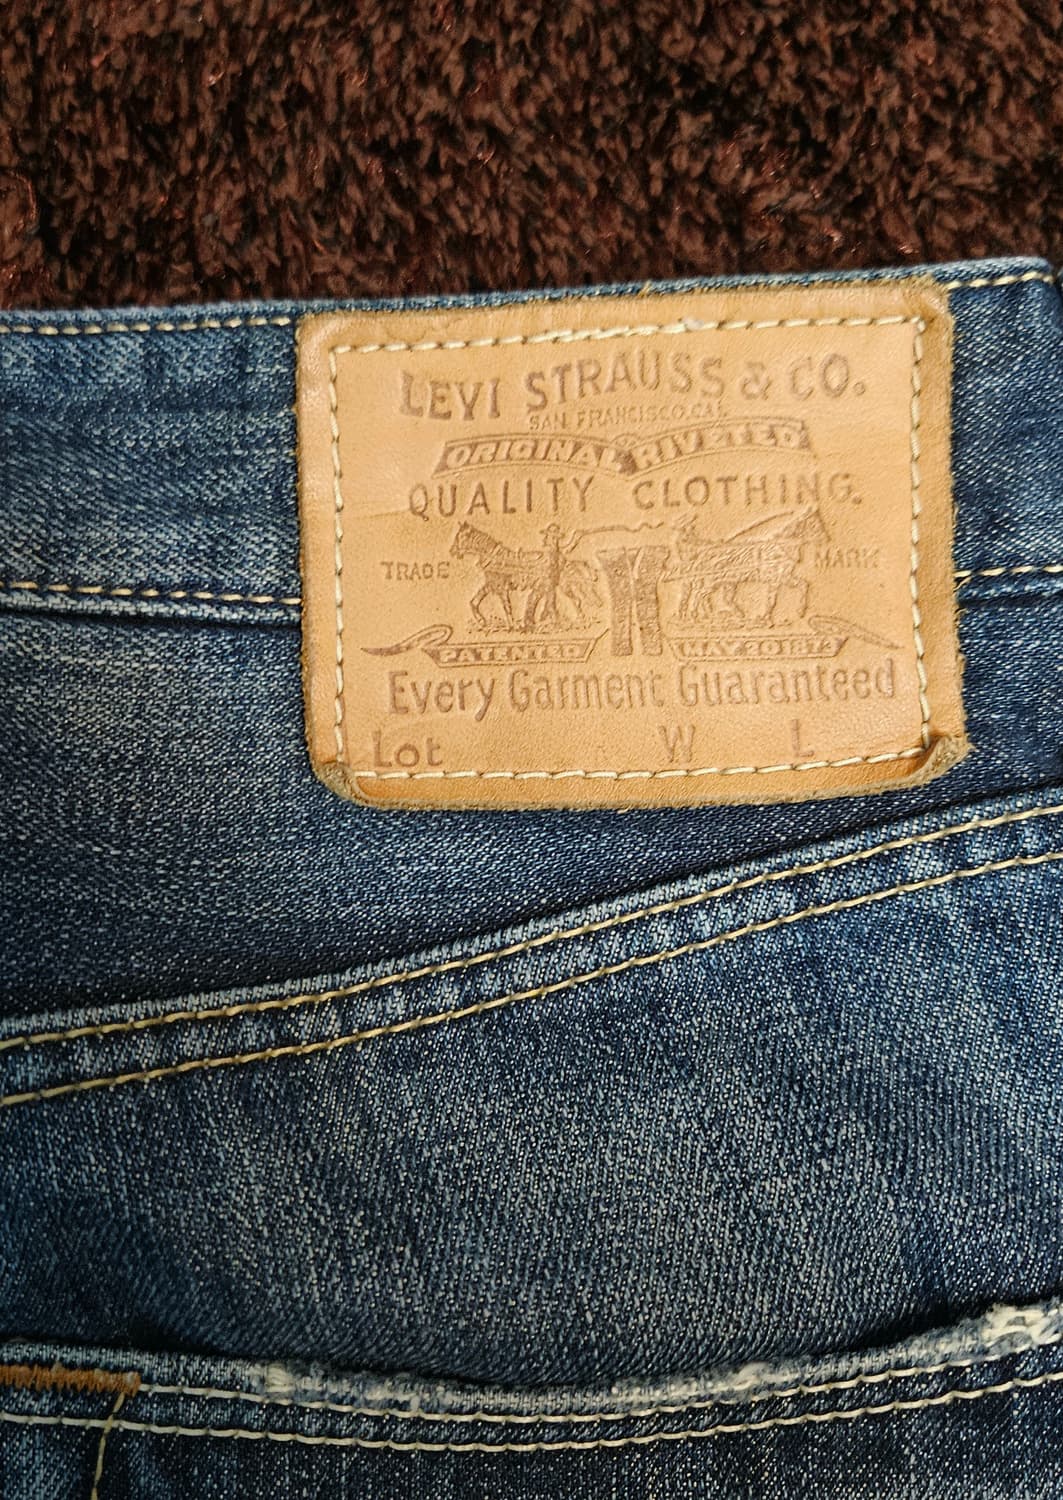 LEVI STRAUSS & CO.
SAN FRANCISCO, CAL.
ORIGINAL RIVETED
QUALITY CLOTHING.
TRADE MARK
PATENTED MAY 20 1873
Every Garment Guaranteed
Lot W L